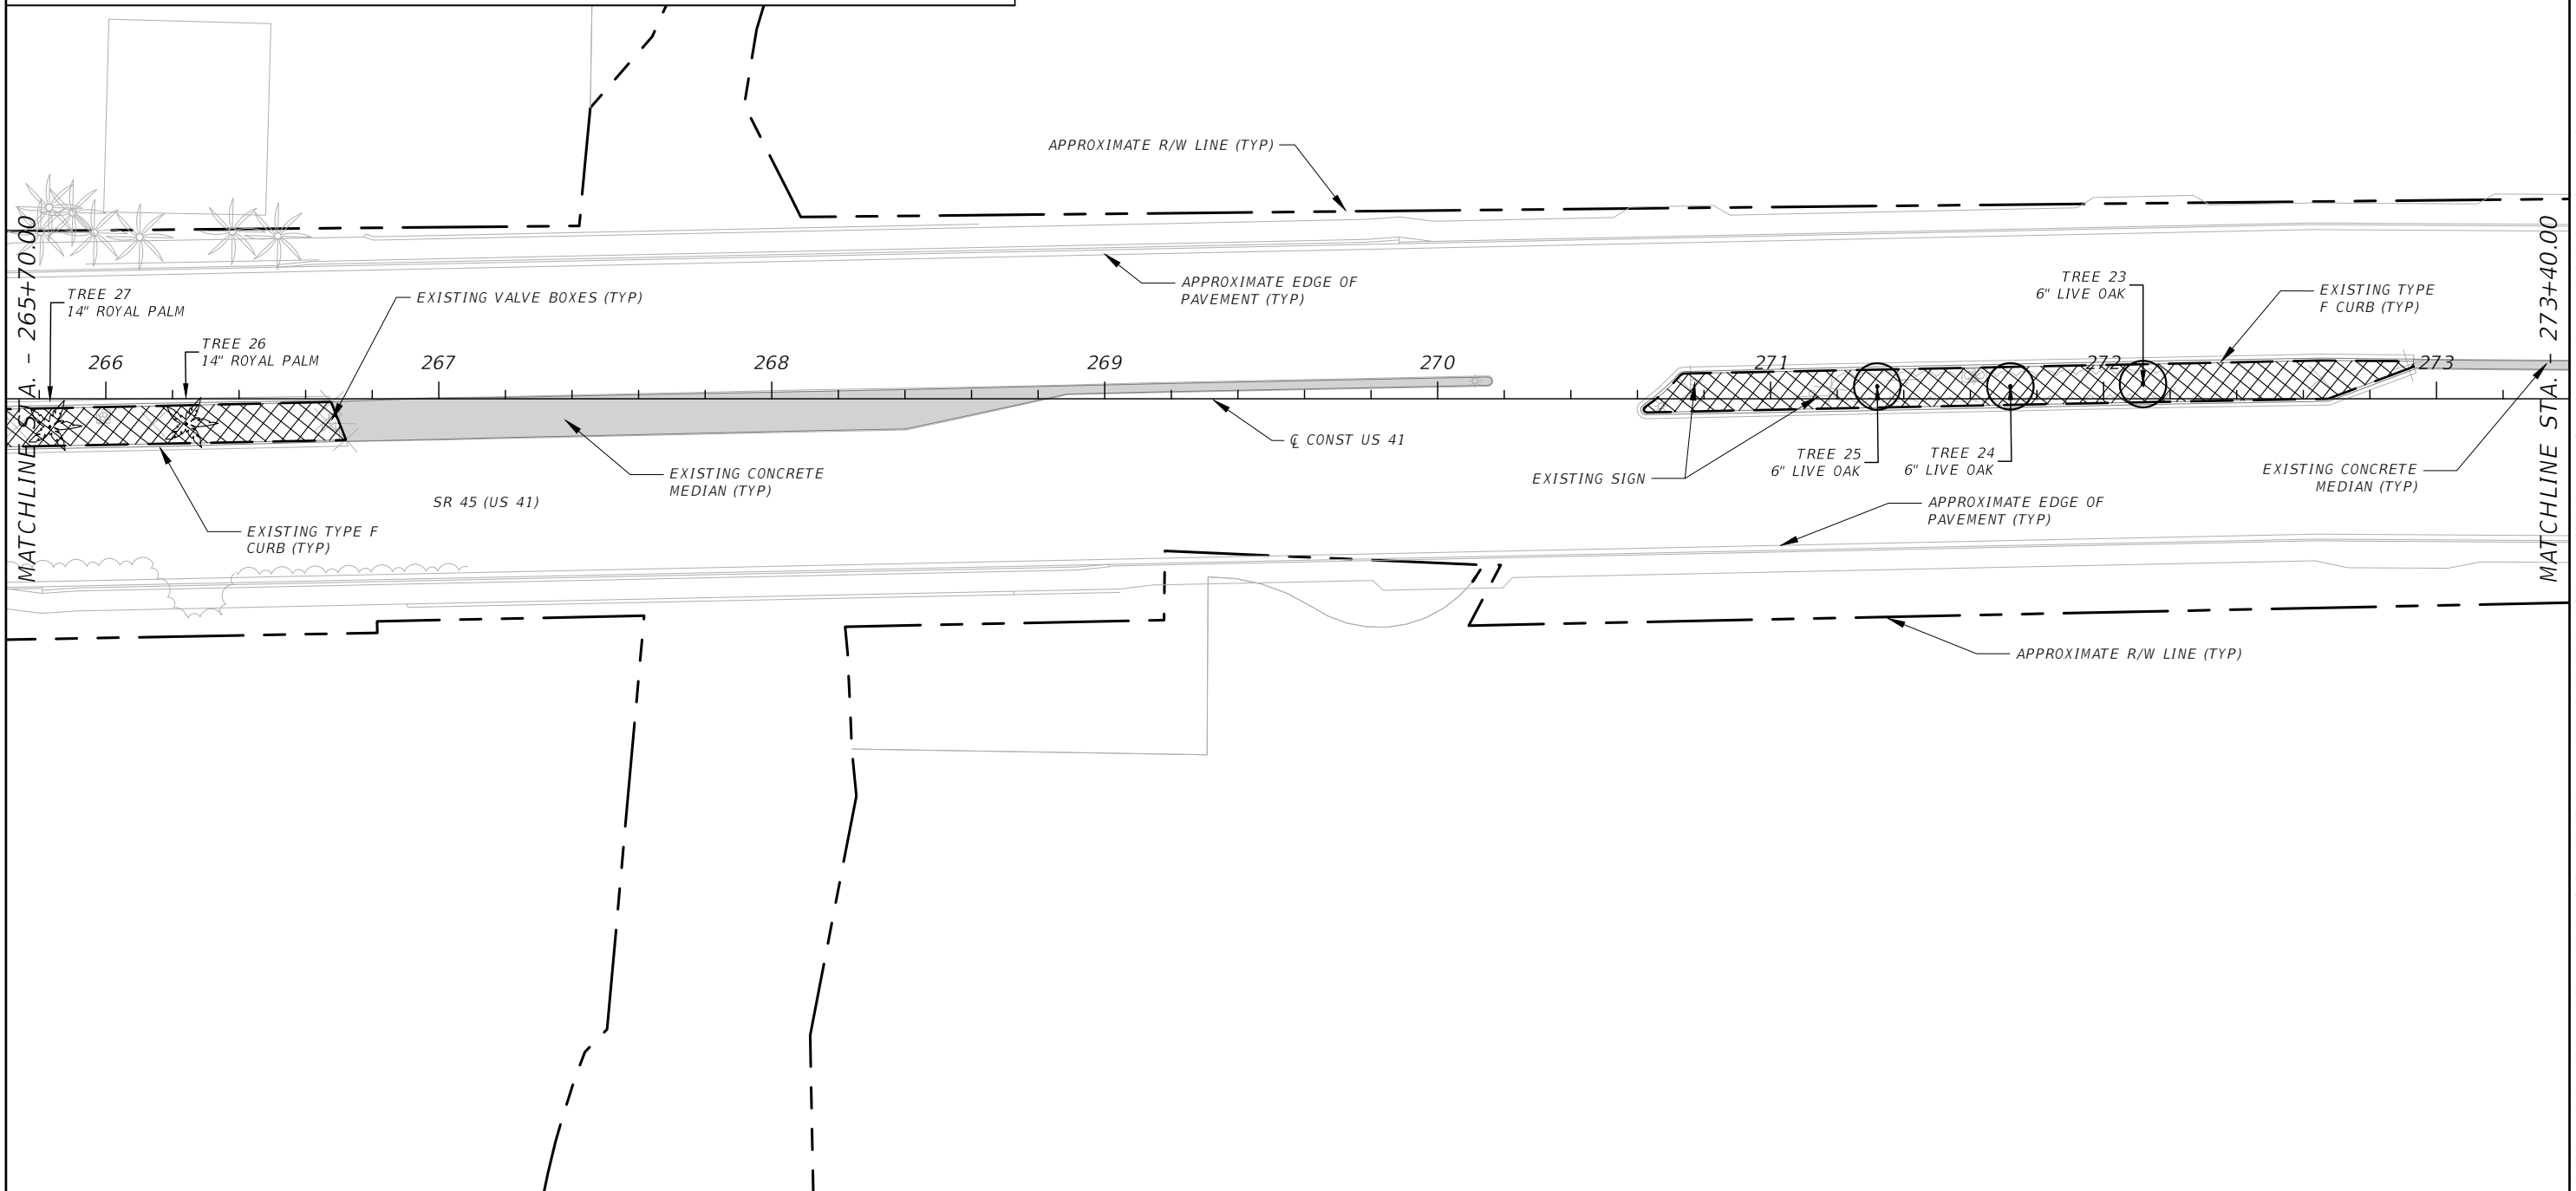 APPROXIMATE R/W LINE (TYP)
MATCHLINE STA. - 265+70.00
MATCHLINE STA. - 273+40.00
TREE 27
14" ROYAL PALM
EXISTING VALVE BOXES (TYP)
APPROXIMATE EDGE OF
PAVEMENT (TYP)
TREE 23
6" LIVE OAK
EXISTING TYPE
F CURB (TYP)
TREE 26
14" ROYAL PALM
266
267
268
269
270
271
272
273
℄ CONST US 41
EXISTING CONCRETE
MEDIAN (TYP)
SR 45 (US 41)
EXISTING TYPE F
CURB (TYP)
EXISTING SIGN
TREE 25
6" LIVE OAK
TREE 24
6" LIVE OAK
EXISTING CONCRETE
MEDIAN (TYP)
APPROXIMATE EDGE OF
PAVEMENT (TYP)
APPROXIMATE R/W LINE (TYP)